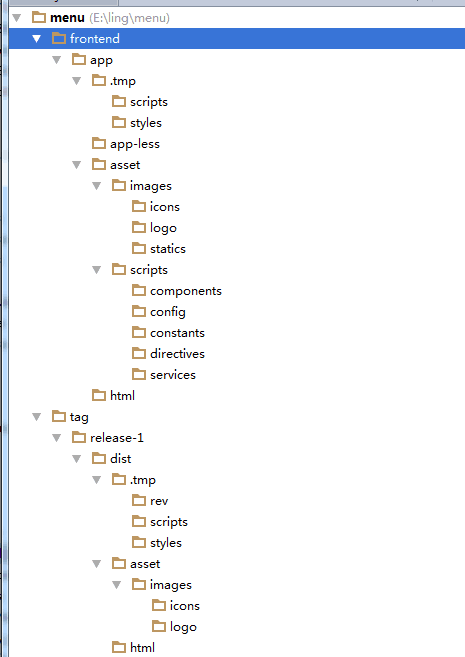 menu (E:\ling\menu)
frontend
app
.tmp
scripts
styles
app-less
asset
images
icons
logo
statics
scripts
components
config
constants
directives
services
html
tag
release-1
dist
.tmp
rev
scripts
styles
asset
images
icons
logo
html